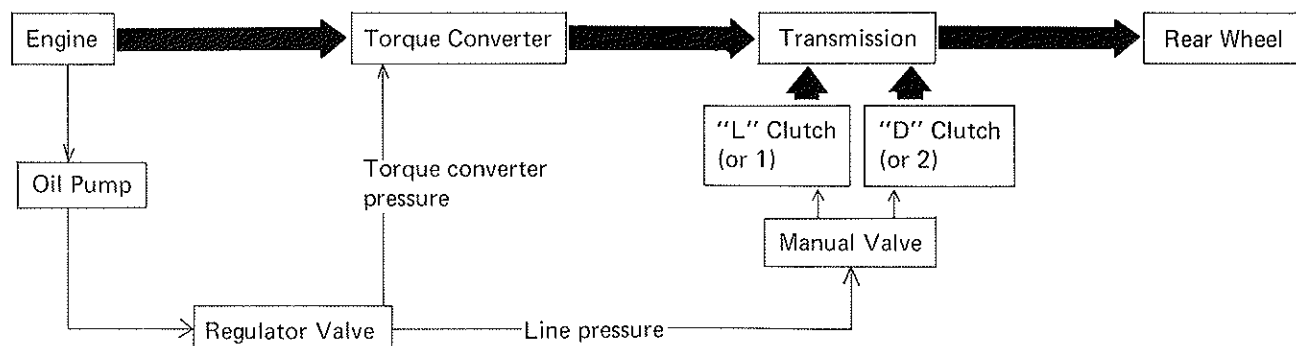 Engine
Torque Converter
Transmission
Rear Wheel
"L" Clutch
(or 1)
"D" Clutch
(or 2)
Oil Pump
Torque converter
pressure
Manual Valve
Regulator Valve
Line pressure